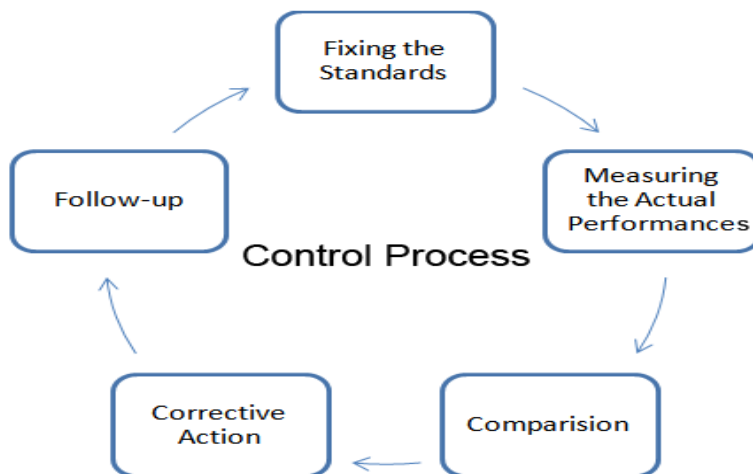 Fixing the
Standards
Measuring
the Actual
Performances
Comparision
Corrective
Action
Follow-up
Control Process